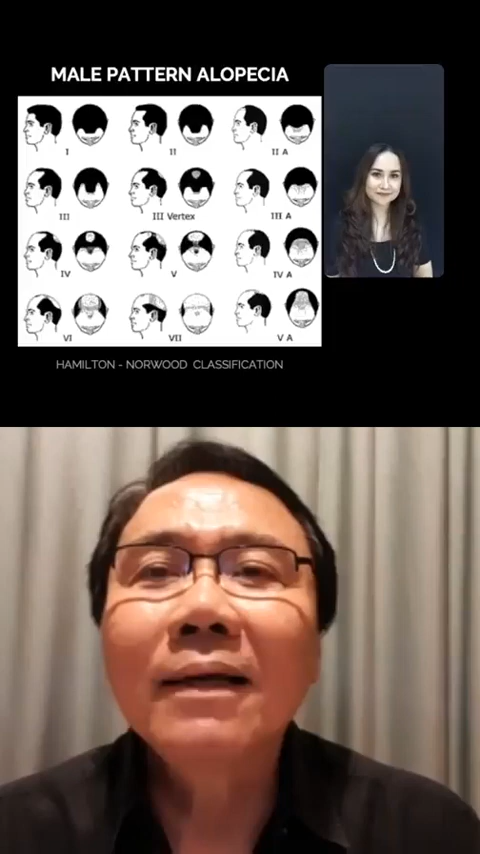 MALE PATTERN ALOPECIA
I II II A
III III Vertex III A
IV V IV A
VI VII V A
HAMILTON - NORWOOD CLASSIFICATION